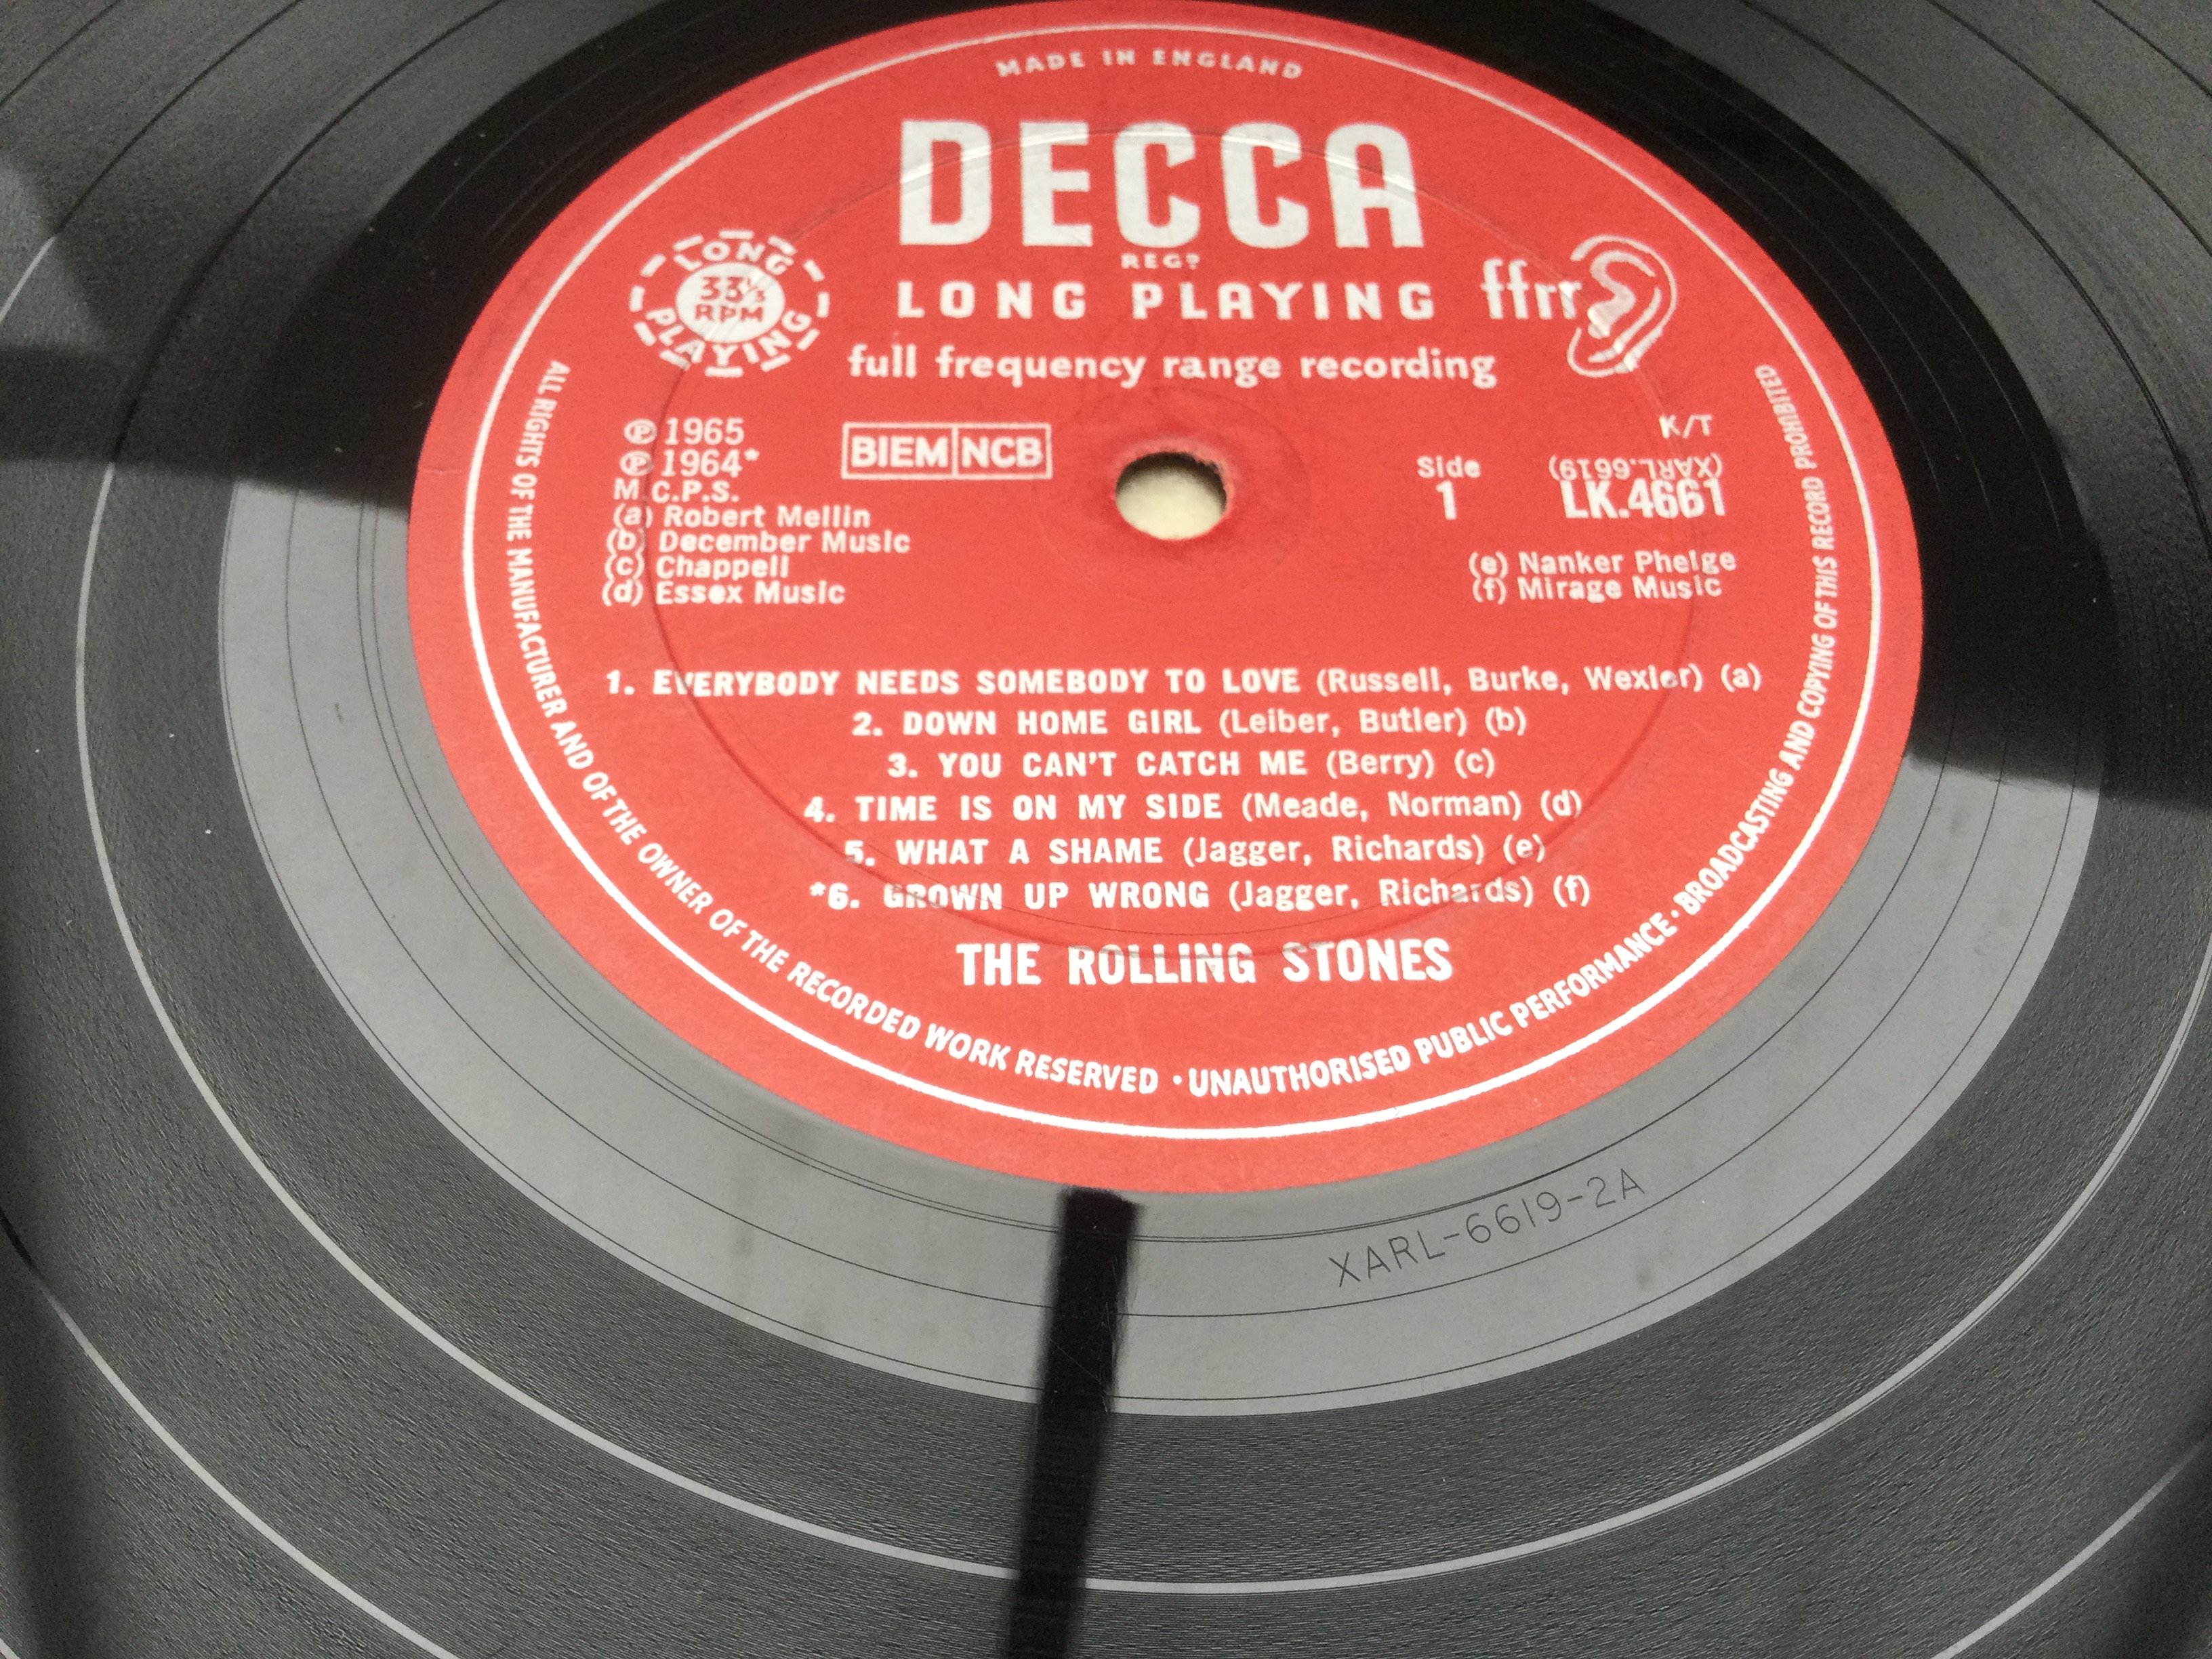 MADE IN ENGLAND
DECCA
REGD
LONG PLAYING
ffrr
LONG PLAYING
33⅓
RPM
full frequency range recording
Ⓟ 1965
Ⓟ 1964*
M.C.P.S.
(a) Robert Mellin
(b) December Music
(c) Chappell
(d) Essex Music
BIEM NCB
K/T
Side
1
(XARL.6619)
LK.4661
(e) Nanker Phelge
(f) Mirage Music
1. EVERYBODY NEEDS SOMEBODY TO LOVE (Russell, Burke, Wexler) (a)
2. DOWN HOME GIRL (Leiber, Butler) (b)
3. YOU CAN'T CATCH ME (Berry) (c)
4. TIME IS ON MY SIDE (Meade, Norman) (d)
5. WHAT A SHAME (Jagger, Richards) (e)
*6. GROWN UP WRONG (Jagger, Richards) (f)
THE ROLLING STONES
ALL RIGHTS OF THE MANUFACTURER AND OF THE OWNER OF THE RECORDED WORK RESERVED · UNAUTHORISED PUBLIC PERFORMANCE · BROADCASTING AND COPYING OF THIS RECORD PROHIBITED
XARL-6619-2A